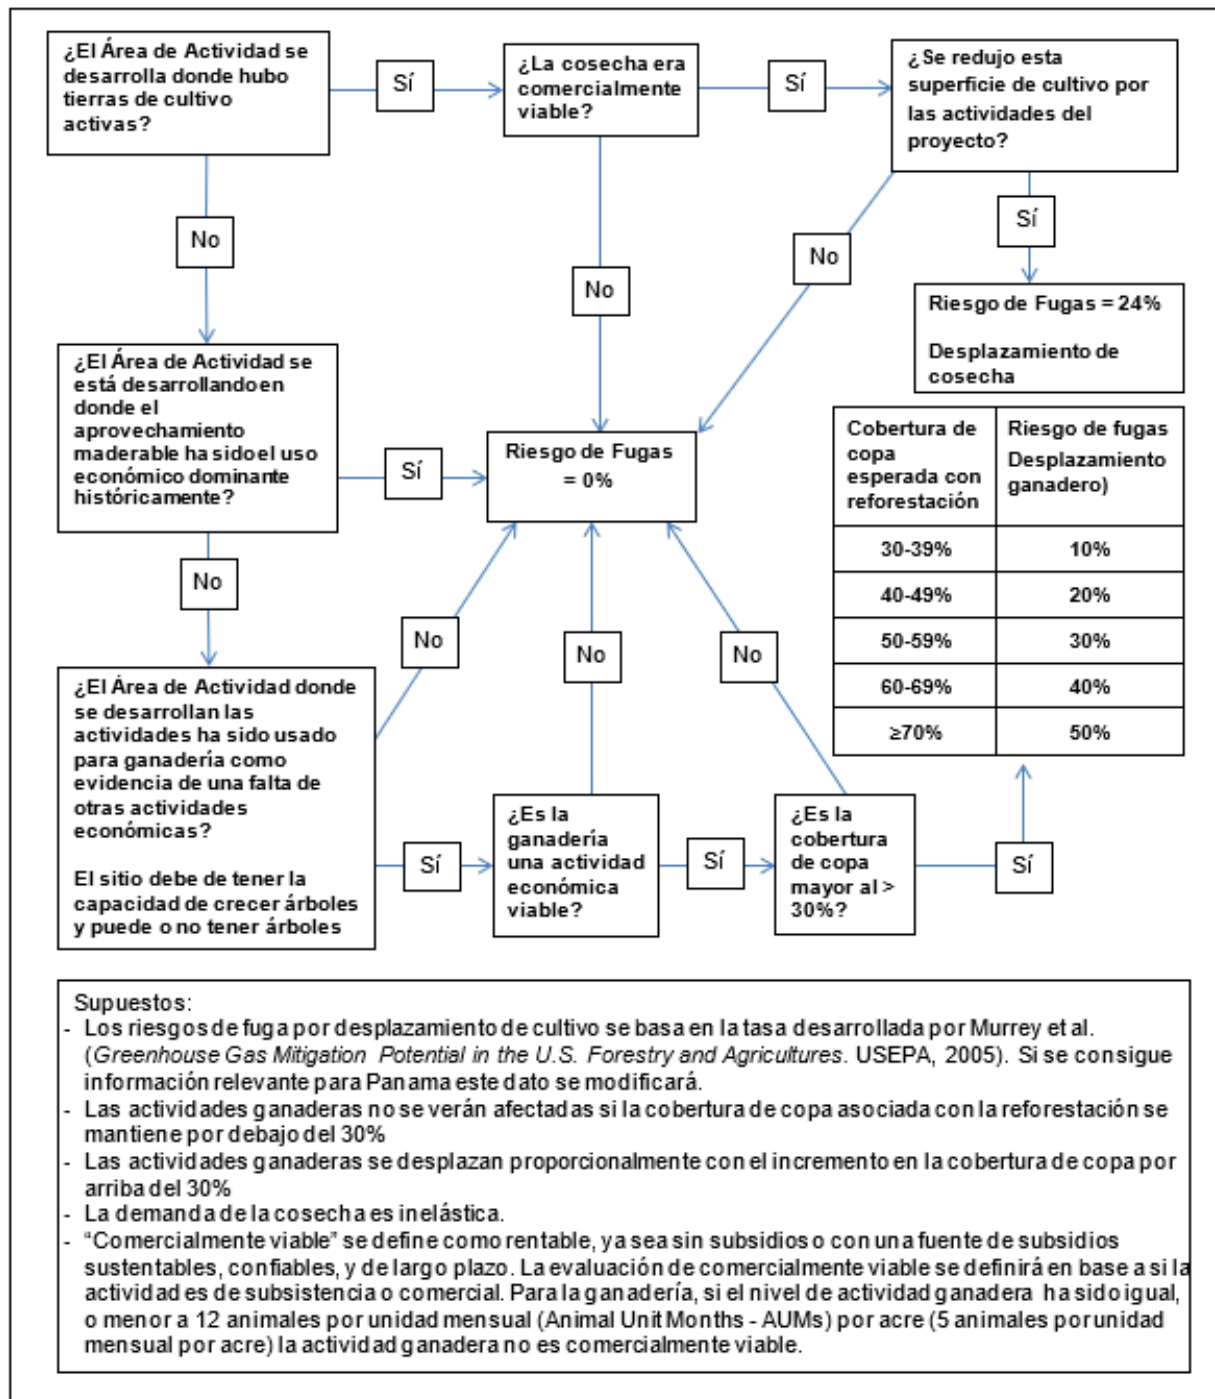 ¿El Área de Actividad se
desarrolla donde hubo
tierras de cultivo
activas?
Sí
¿La cosecha era
comercialmente
viable?
Sí
¿Se redujo esta
superficie de cultivo por
las actividades del
proyecto?
No
No
No
Sí
Riesgo de Fugas = 24%
Desplazamiento de
cosecha
¿El Área de Actividad se
está desarrollando en
donde el
aprovechamiento
maderable ha sido el uso
económico dominante
históricamente?
Sí
Riesgo de Fugas
= 0%
Cobertura de
copa
esperada con
reforestación
Riesgo de fugas
Desplazamiento
ganadero)
30-39%
10%
40-49%
20%
50-59%
30%
60-69%
40%
≥70%
50%
No
No
No
No
¿El Área de Actividad donde
se desarrollan las
actividades ha sido usado
para ganadería como
evidencia de una falta de
otras actividades
económicas?
El sitio debe de tener la
capacidad de crecer árboles
y puede o no tener árboles
Sí
¿Es la
ganadería
una actividad
económica
viable?
Sí
¿Es la
cobertura
de copa
mayor al >
30%?
Sí
Supuestos:
- Los riesgos de fuga por desplazamiento de cultivo se basa en la tasa desarrollada por Murrey et al.
(Greenhouse Gas Mitigation Potential in the U.S. Forestry and Agricultures. USEPA, 2005). Si se consigue
información relevante para Panama este dato se modificará.
- Las actividades ganaderas no se verán afectadas si la cobertura de copa asociada con la reforestación se
mantiene por debajo del 30%
- Las actividades ganaderas se desplazan proporcionalmente con el incremento en la cobertura de copa por
arriba del 30%
- La demanda de la cosecha es inelástica.
- “Comercialmente viable” se define como rentable, ya sea sin subsidios o con una fuente de subsidios
sustentables, confiables, y de largo plazo. La evaluación de comercialmente viable se definirá en base a si la
actividad es de subsistencia o comercial. Para la ganadería, si el nivel de actividad ganadera ha sido igual,
o menor a 12 animales por unidad mensual (Animal Unit Months - AUMs) por acre (5 animales por unidad
mensual por acre) la actividad ganadera no es comercialmente viable.